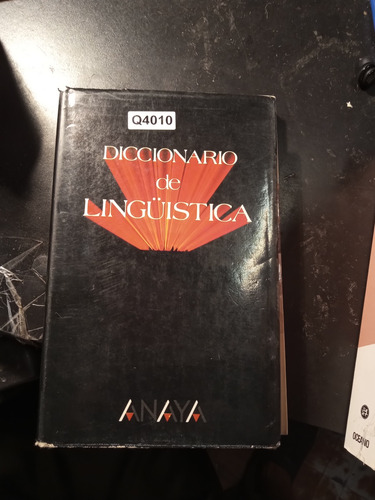 Q4010
DICCIONARIO
de
LINGÜISTICA
ANAYA
OCEANO